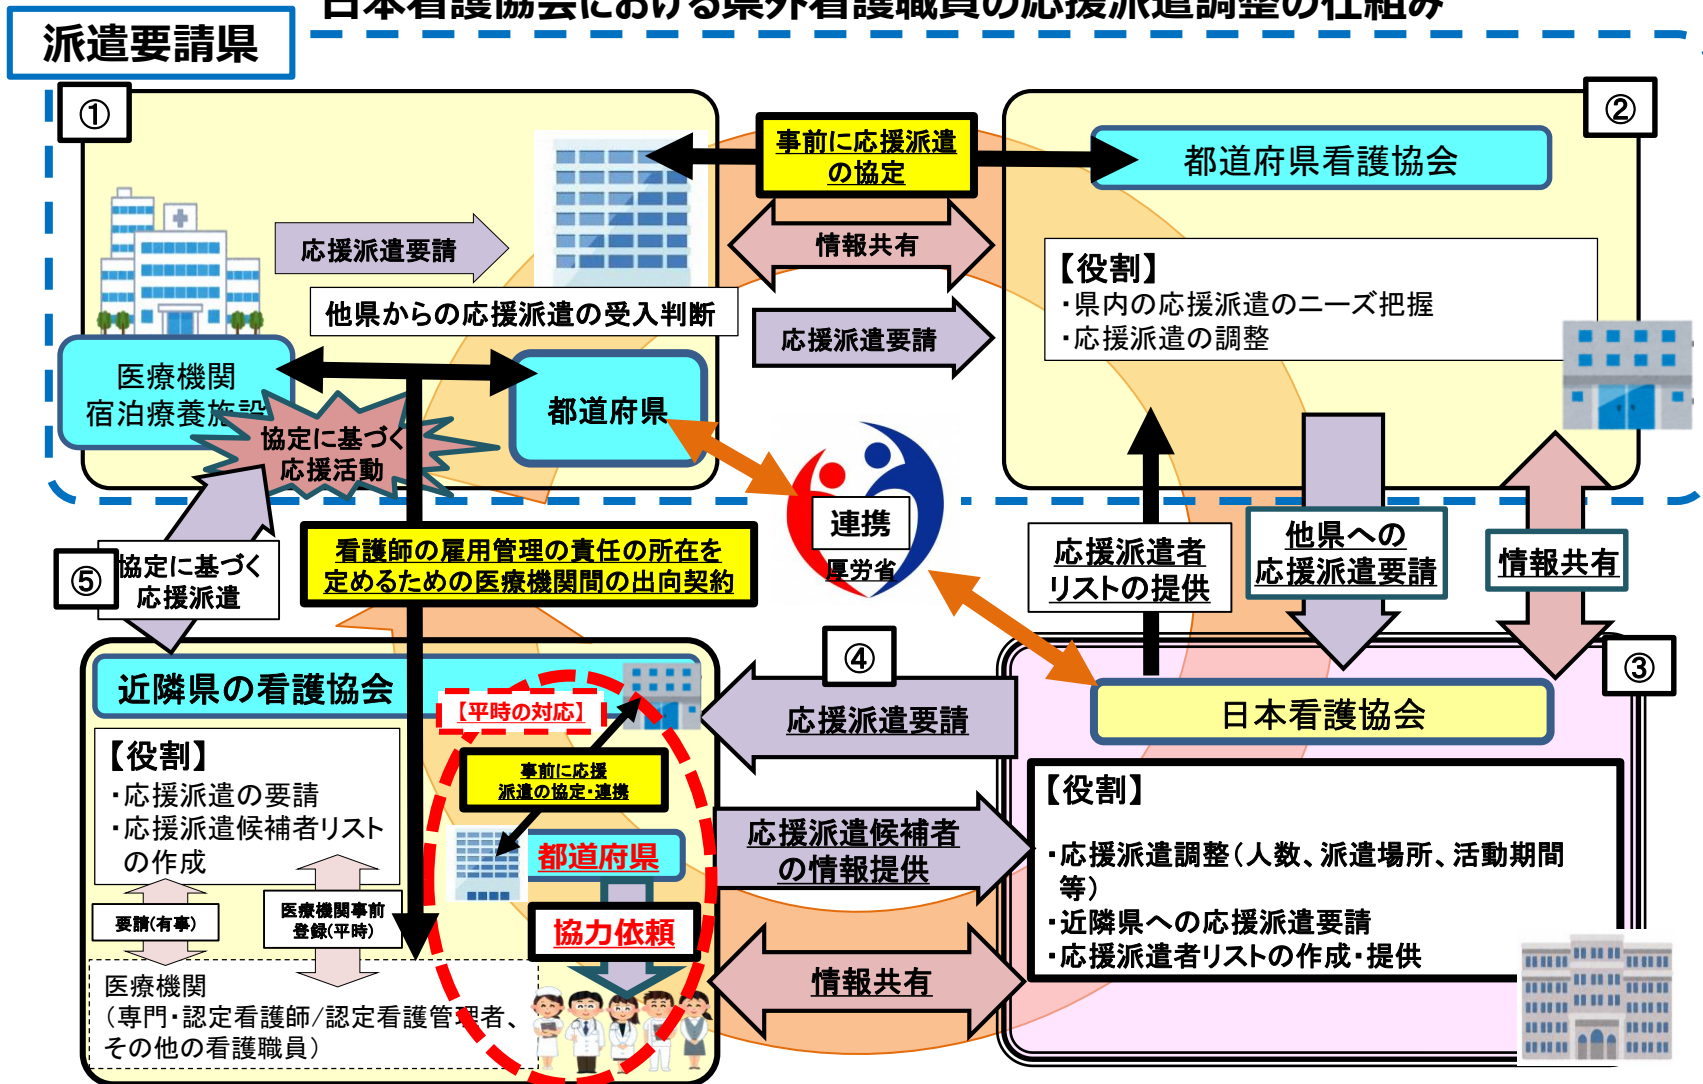 日本看護協会における県外看護職員の応援派遣調整の仕組み
派遣要請県
①
応援派遣要請
他県からの応援派遣の受入判断
医療機関
宿泊療養施設
都道府県
協定に基づく
応援活動
事前に応援派遣
の協定
情報共有
応援派遣要請
②
都道府県看護協会
【役割】
・県内の応援派遣のニーズ把握
・応援派遣の調整
連携
厚労省
応援派遣者
リストの提供
他県への
応援派遣要請
情報共有
⑤
協定に基づく
応援派遣
看護師の雇用管理の責任の所在を
定めるための医療機関間の出向契約
近隣県の看護協会
【役割】
・応援派遣の要請
・応援派遣候補者リスト
の作成
要請(有事)
医療機関事前
登録(平時)
医療機関
（専門・認定看護師/認定看護管理者、
その他の看護職員）
【平時の対応】
事前に応援
派遣の協定・連携
都道府県
協力依頼
④
応援派遣要請
応援派遣候補者
の情報提供
情報共有
③
日本看護協会
【役割】
・応援派遣調整（人数、派遣場所、活動期間
等）
・近隣県への応援派遣要請
・応援派遣者リストの作成・提供